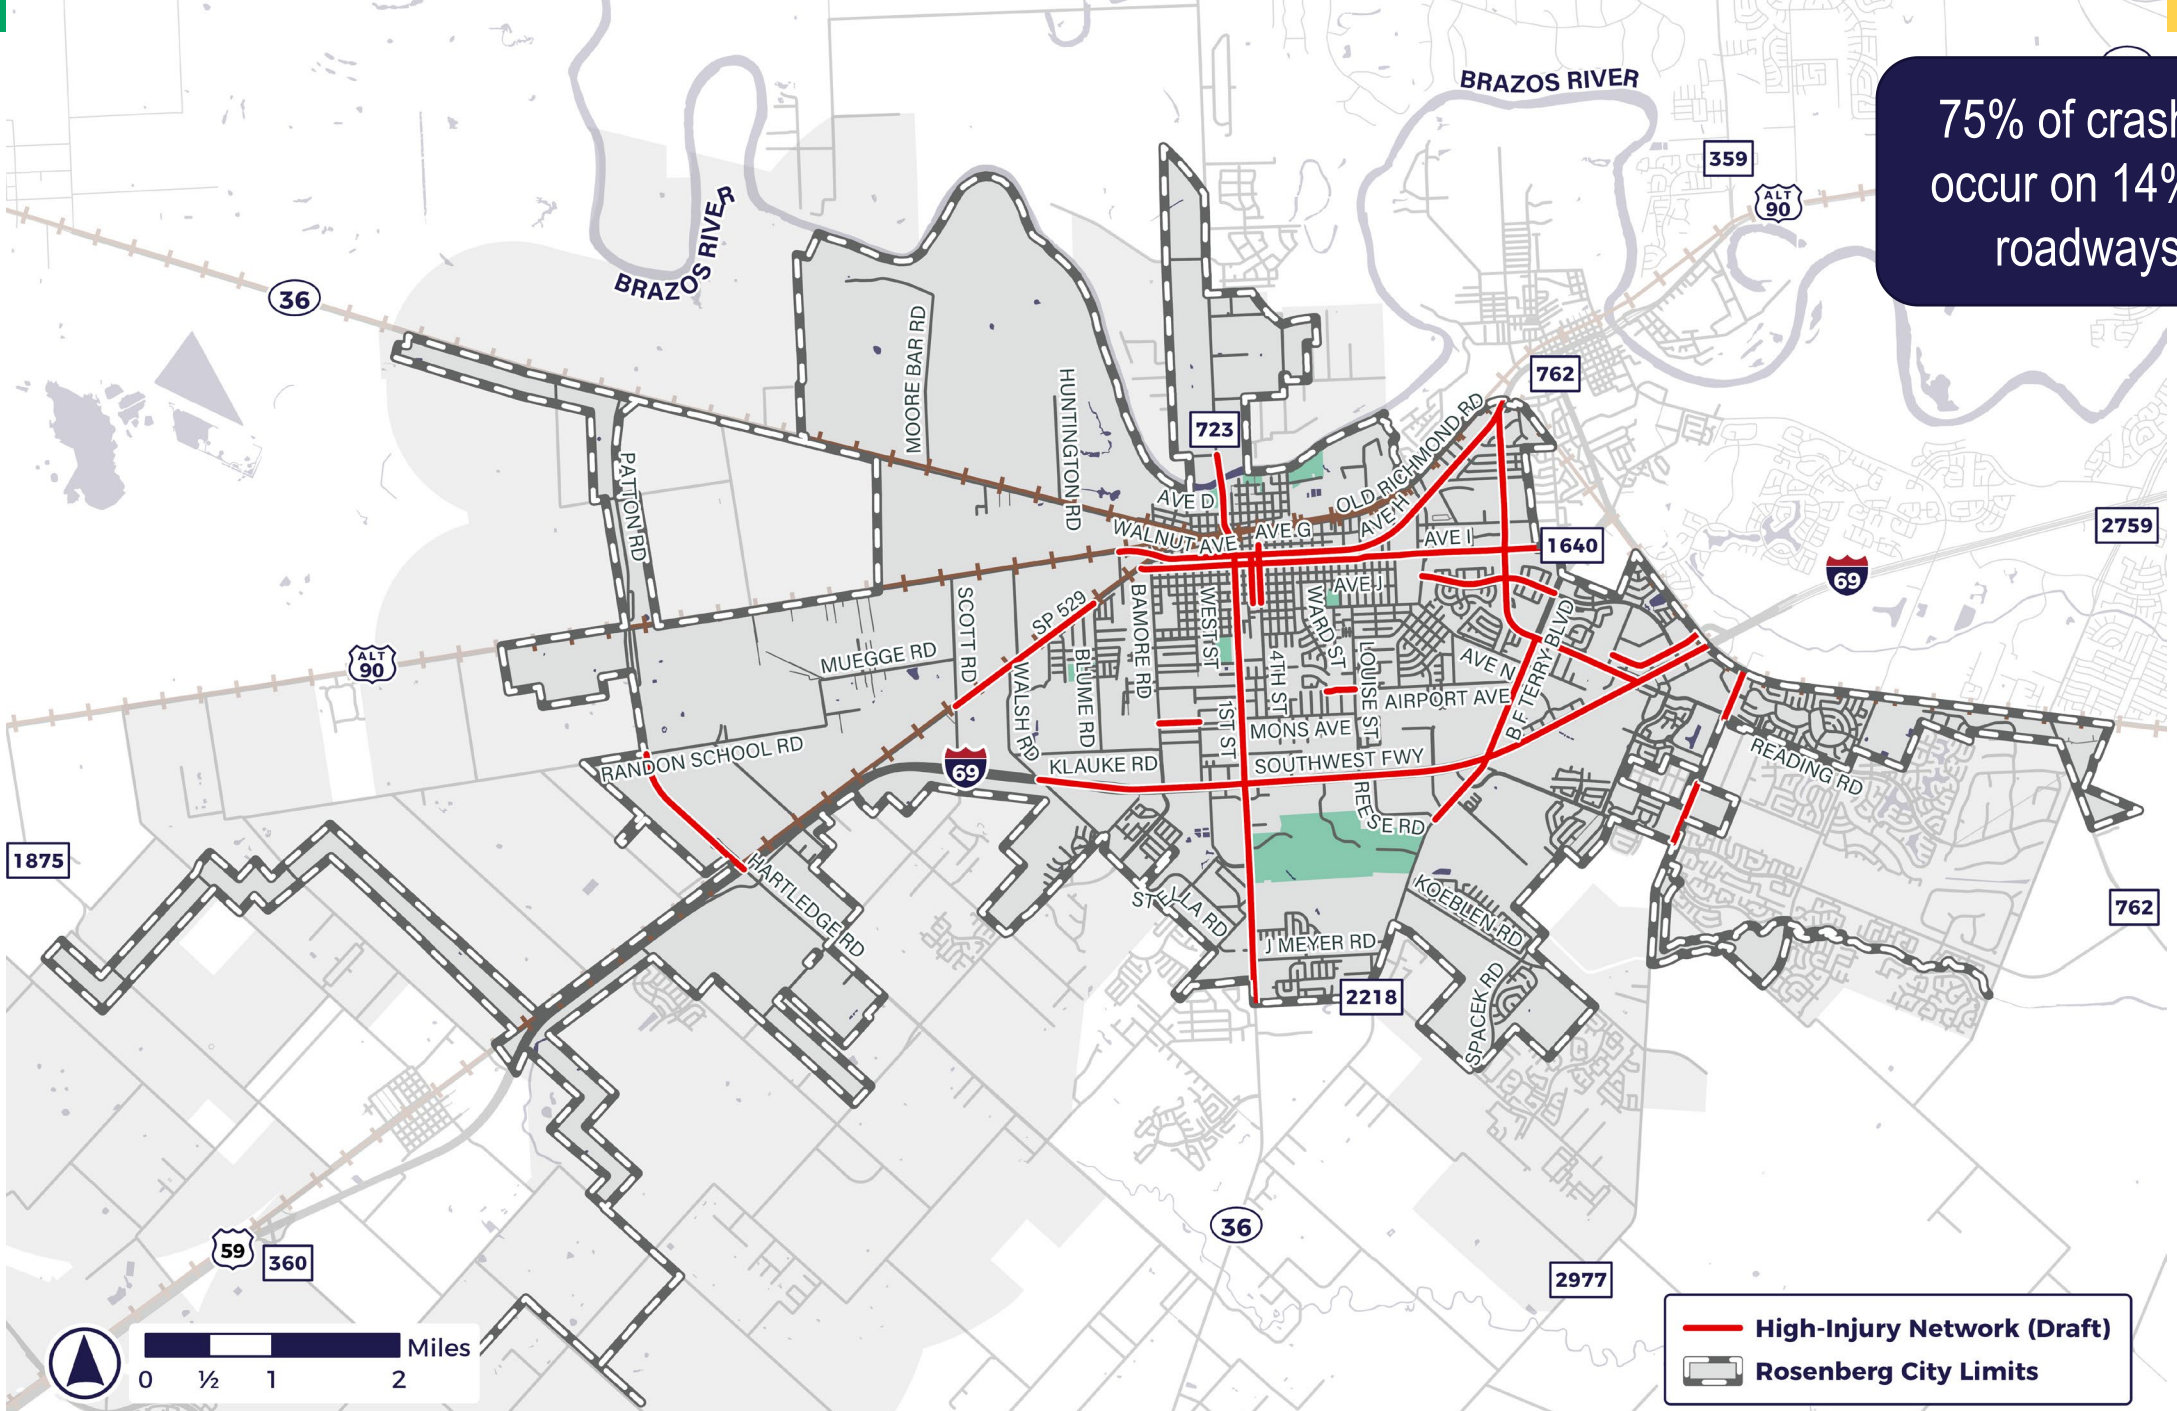 BRAZOS RIVER
75% of crash
occur on 14%
roadways
359
ALT
90
BRAZOS RIVER
36
MOORE BAR RD
HUNTINGTON RD
762
723
OLD RICHMOND RD
PATTON RD
AVE D
AVE H
WALNUT AVE
AVE G
AVE I
1640
2759
69
AVE J
SP 529
SCOTT RD
BAMORE RD
WEST ST
WARD ST
B F TERRY BLVD
MUEGGE RD
ALT
90
WALSH RD
BLUME RD
4TH ST
LOUISE ST
AVE N
AIRPORT AVE
1ST ST
MONS AVE
RANDON SCHOOL RD
69
KLAUKE RD
SOUTHWEST FWY
READING RD
REESE RD
1875
HARTLEDGE RD
STELLA RD
KOEBLEN RD
762
J MEYER RD
2218
SPACEK RD
36
59
360
2977
High-Injury Network (Draft)
Rosenberg City Limits
Miles
0 ½ 1 2